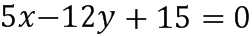 5x−12y + 15 = 0